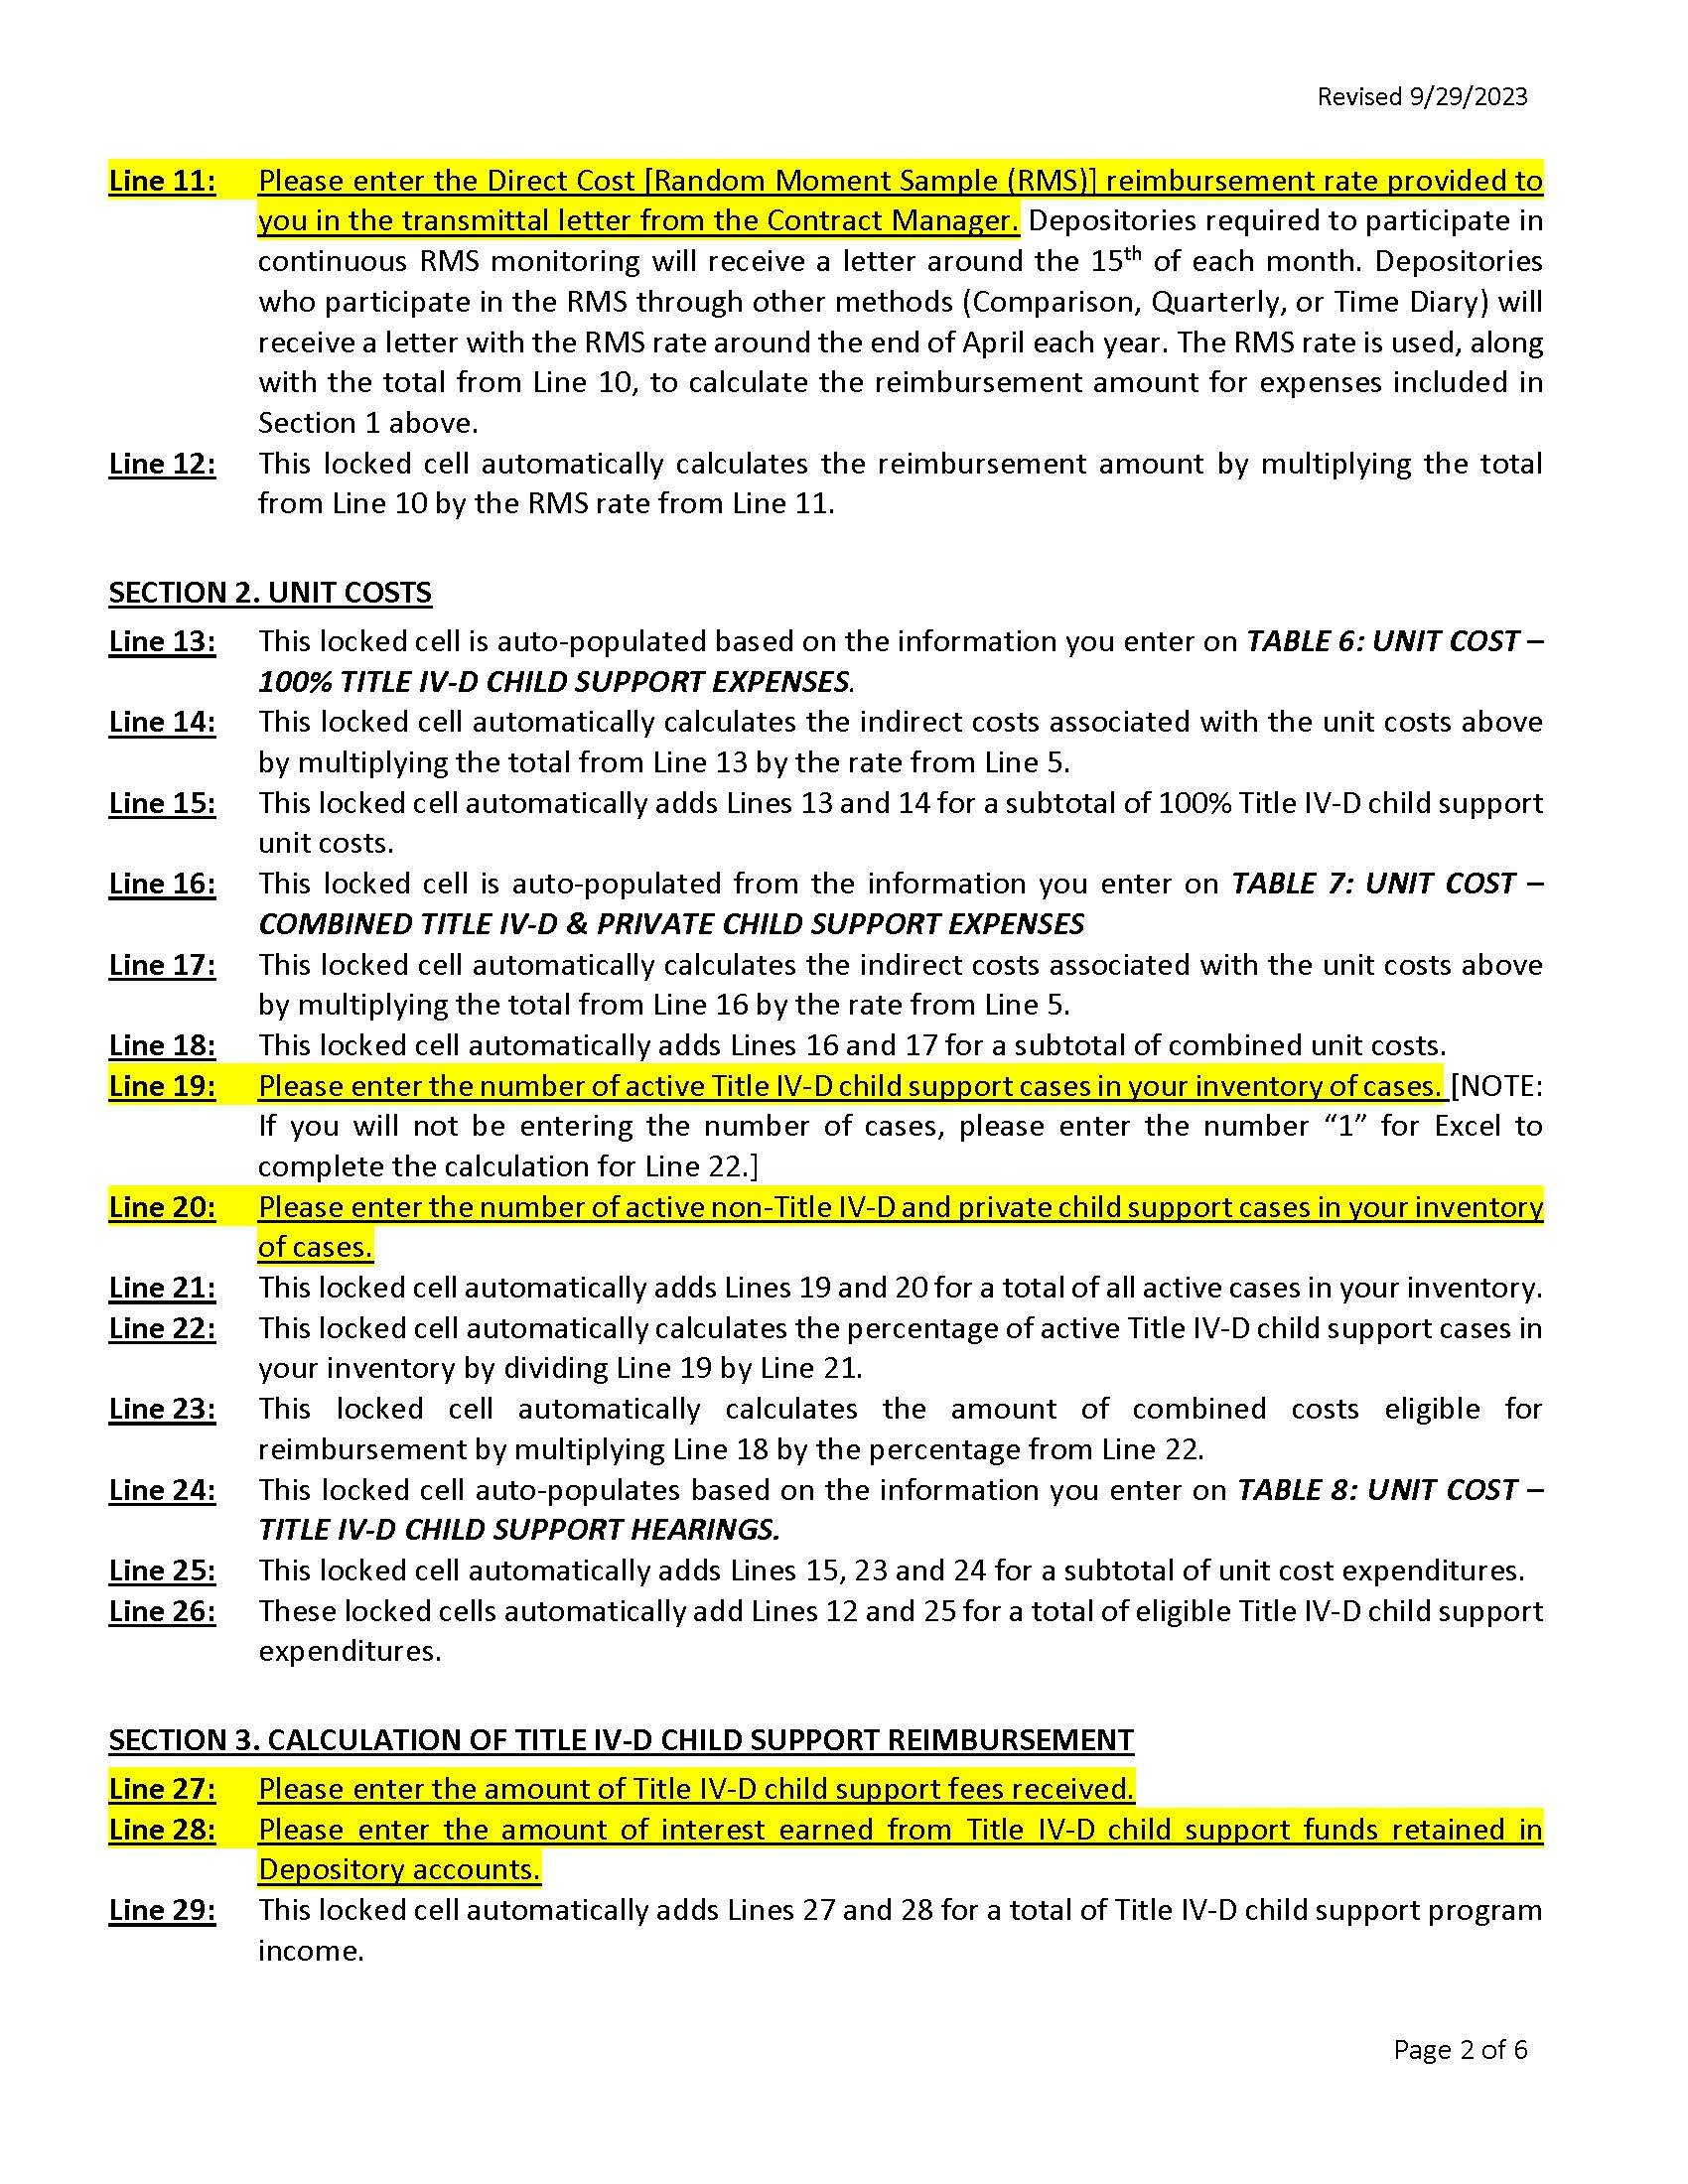 Revised 9/29/2023
Line 11: Please enter the Direct Cost [Random Moment Sample (RMS)] reimbursement rate provided to
you in the transmittal letter from the Contract Manager. Depositories required to participate in
continuous RMS monitoring will receive a letter around the 15th of each month. Depositories
who participate in the RMS through other methods (Comparison, Quarterly, or Time Diary) will
receive a letter with the RMS rate around the end of April each year. The RMS rate is used, along
with the total from Line 10, to calculate the reimbursement amount for expenses included in
Section 1 above.
Line 12: This locked cell automatically calculates the reimbursement amount by multiplying the total
from Line 10 by the RMS rate from Line 11.
SECTION 2. UNIT COSTS
Line 13: This locked cell is auto-populated based on the information you enter on TABLE 6: UNIT COST –
100% TITLE IV-D CHILD SUPPORT EXPENSES.
Line 14: This locked cell automatically calculates the indirect costs associated with the unit costs above
by multiplying the total from Line 13 by the rate from Line 5.
Line 15: This locked cell automatically adds Lines 13 and 14 for a subtotal of 100% Title IV-D child support
unit costs.
Line 16: This locked cell is auto-populated from the information you enter on TABLE 7: UNIT COST –
COMBINED TITLE IV-D & PRIVATE CHILD SUPPORT EXPENSES
Line 17: This locked cell automatically calculates the indirect costs associated with the unit costs above
by multiplying the total from Line 16 by the rate from Line 5.
Line 18: This locked cell automatically adds Lines 16 and 17 for a subtotal of combined unit costs.
Line 19: Please enter the number of active Title IV-D child support cases in your inventory of cases. [NOTE:
If you will not be entering the number of cases, please enter the number “1” for Excel to
complete the calculation for Line 22.]
Line 20: Please enter the number of active non-Title IV-D and private child support cases in your inventory
of cases.
Line 21: This locked cell automatically adds Lines 19 and 20 for a total of all active cases in your inventory.
Line 22: This locked cell automatically calculates the percentage of active Title IV-D child support cases in
your inventory by dividing Line 19 by Line 21.
Line 23: This locked cell automatically calculates the amount of combined costs eligible for
reimbursement by multiplying Line 18 by the percentage from Line 22.
Line 24: This locked cell auto-populates based on the information you enter on TABLE 8: UNIT COST –
TITLE IV-D CHILD SUPPORT HEARINGS.
Line 25: This locked cell automatically adds Lines 15, 23 and 24 for a subtotal of unit cost expenditures.
Line 26: These locked cells automatically add Lines 12 and 25 for a total of eligible Title IV-D child support
expenditures.
SECTION 3. CALCULATION OF TITLE IV-D CHILD SUPPORT REIMBURSEMENT
Line 27: Please enter the amount of Title IV-D child support fees received.
Line 28: Please enter the amount of interest earned from Title IV-D child support funds retained in
Depository accounts.
Line 29: This locked cell automatically adds Lines 27 and 28 for a total of Title IV-D child support program
income.
Page 2 of 6